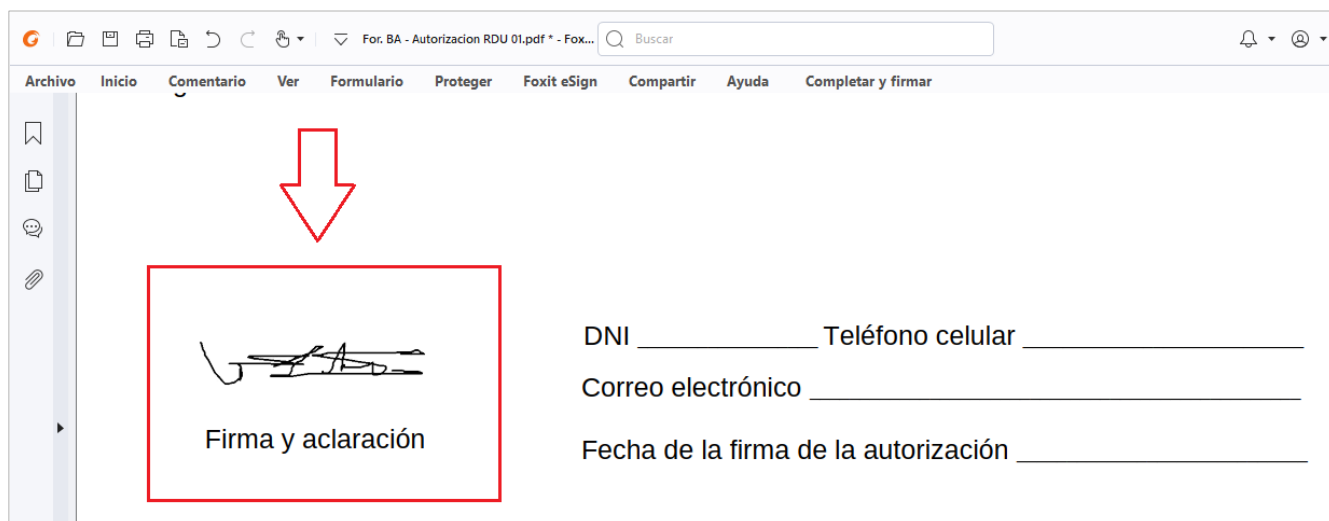 For. BA - Autorizacion RDU 01.pdf * - Fox... Buscar
Archivo Inicio Comentario Ver Formulario Proteger Foxit eSign Compartir Ayuda Completar y firmar
DNI ____________ Teléfono celular ___________________
Correo electrónico _________________________________
Firma y aclaración
Fecha de la firma de la autorización ____________________